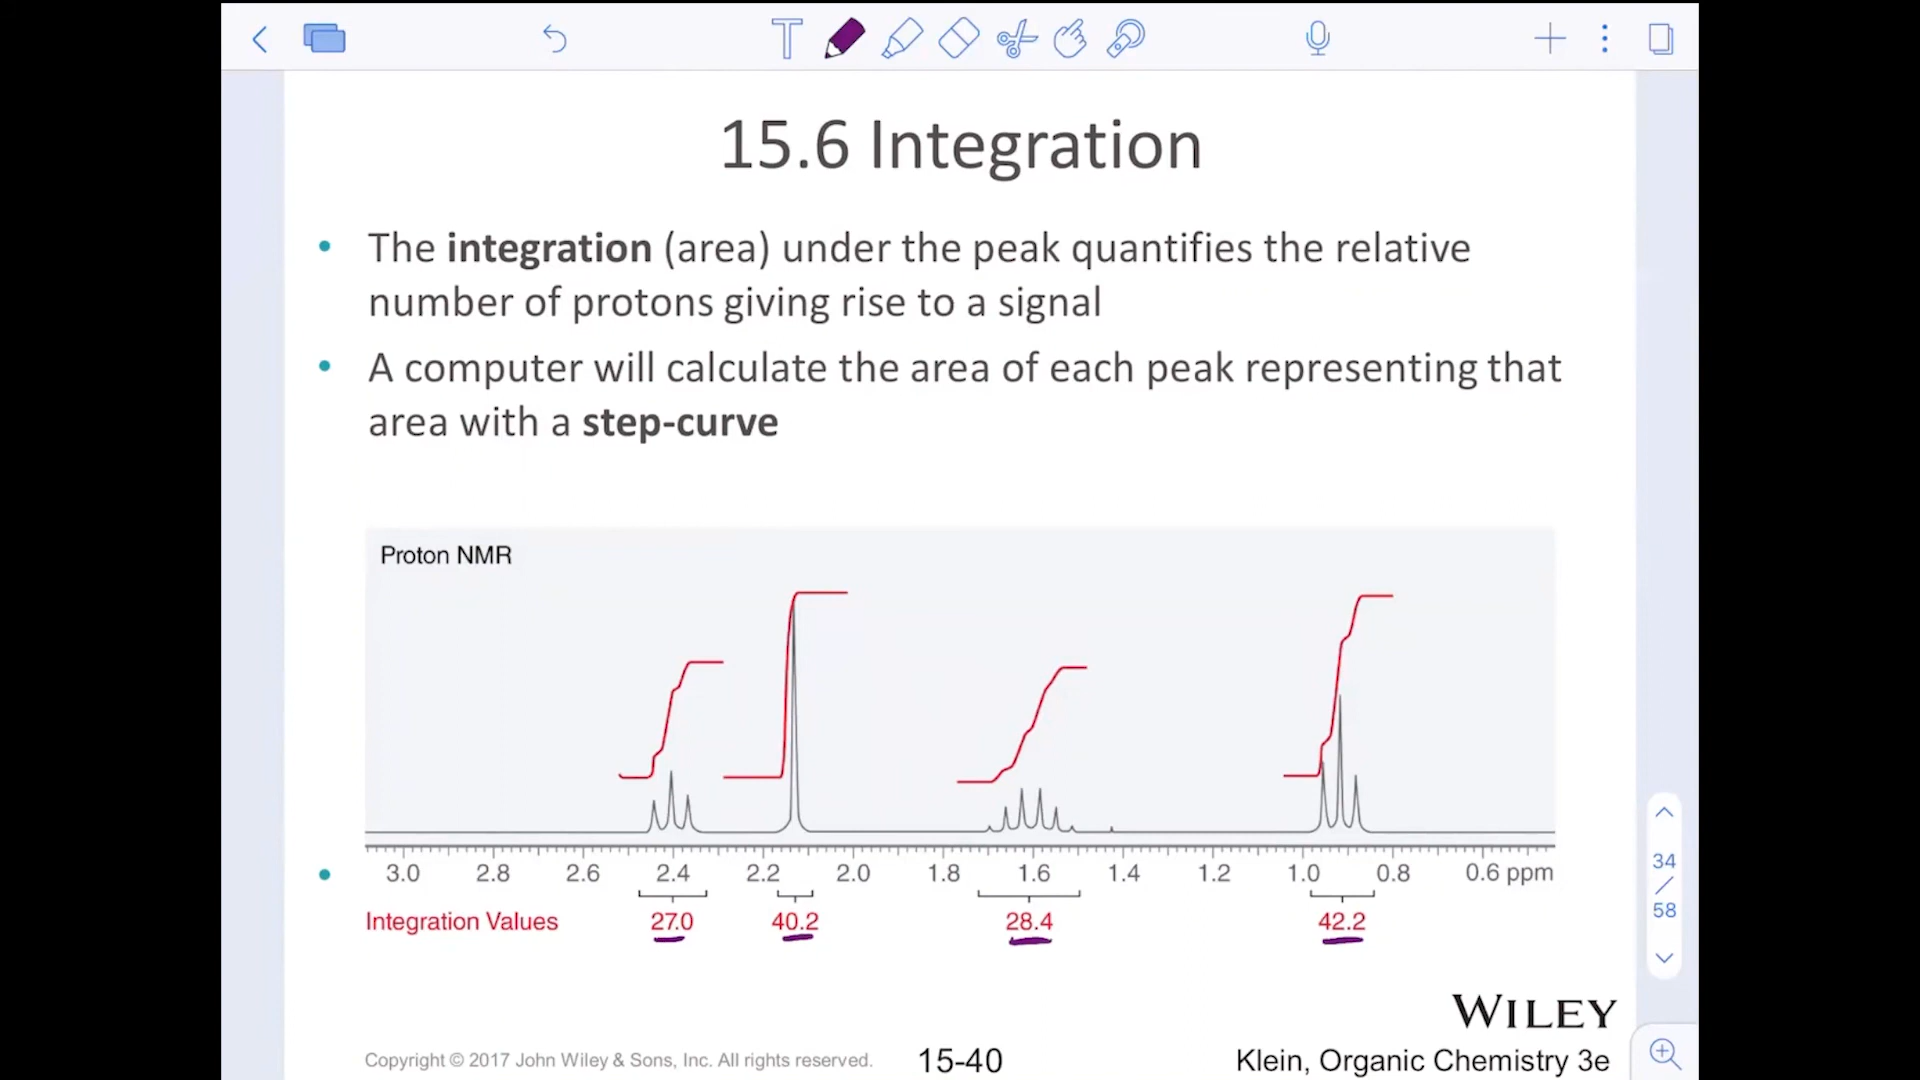 15.6 Integration
• The integration (area) under the peak quantifies the relative
number of protons giving rise to a signal
• A computer will calculate the area of each peak representing that
area with a step-curve
Proton NMR
• 3.0 2.8 2.6 2.4 2.2 2.0 1.8 1.6 1.4 1.2 1.0 0.8 0.6 ppm
Integration Values 27.0 40.2 28.4 42.2
34
/
58
WILEY
Copyright © 2017 John Wiley & Sons, Inc. All rights reserved. 15-40 Klein, Organic Chemistry 3e